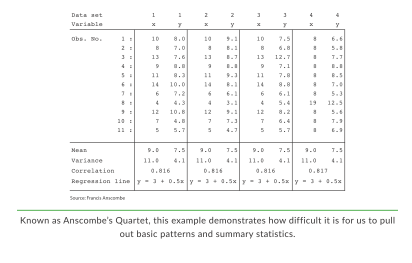 Data set 1 1 2 2 3 3 4 4
Variable x y x y x y x y
Obs. No. 1 : 10 8.0 10 9.1 10 7.5 8 6.6
2 : 8 7.0 8 8.1 8 6.8 8 5.8
3 : 13 7.6 13 8.7 13 12.7 8 7.7
4 : 9 8.8 9 8.8 9 7.1 8 8.8
5 : 11 8.3 11 9.3 11 7.8 8 8.5
6 : 14 10.0 14 8.1 14 8.8 8 7.0
7 : 6 7.2 6 6.1 6 6.1 8 5.3
8 : 4 4.3 4 3.1 4 5.4 19 12.5
9 : 12 10.8 12 9.1 12 8.2 8 5.6
10 : 7 4.8 7 7.3 7 6.4 8 7.9
11 : 5 5.7 5 4.7 5 5.7 8 6.9
Mean 9.0 7.5 9.0 7.5 9.0 7.5 9.0 7.5
Variance 11.0 4.1 11.0 4.1 11.0 4.1 11.0 4.1
Correlation 0.816 0.816 0.816 0.817
Regression line y = 3 + 0.5x y = 3 + 0.5x y = 3 + 0.5x y = 3 + 0.5x
Source: Francis Anscombe
Known as Anscombe's Quartet, this example demonstrates how difficult it is for us to pull
out basic patterns and summary statistics.